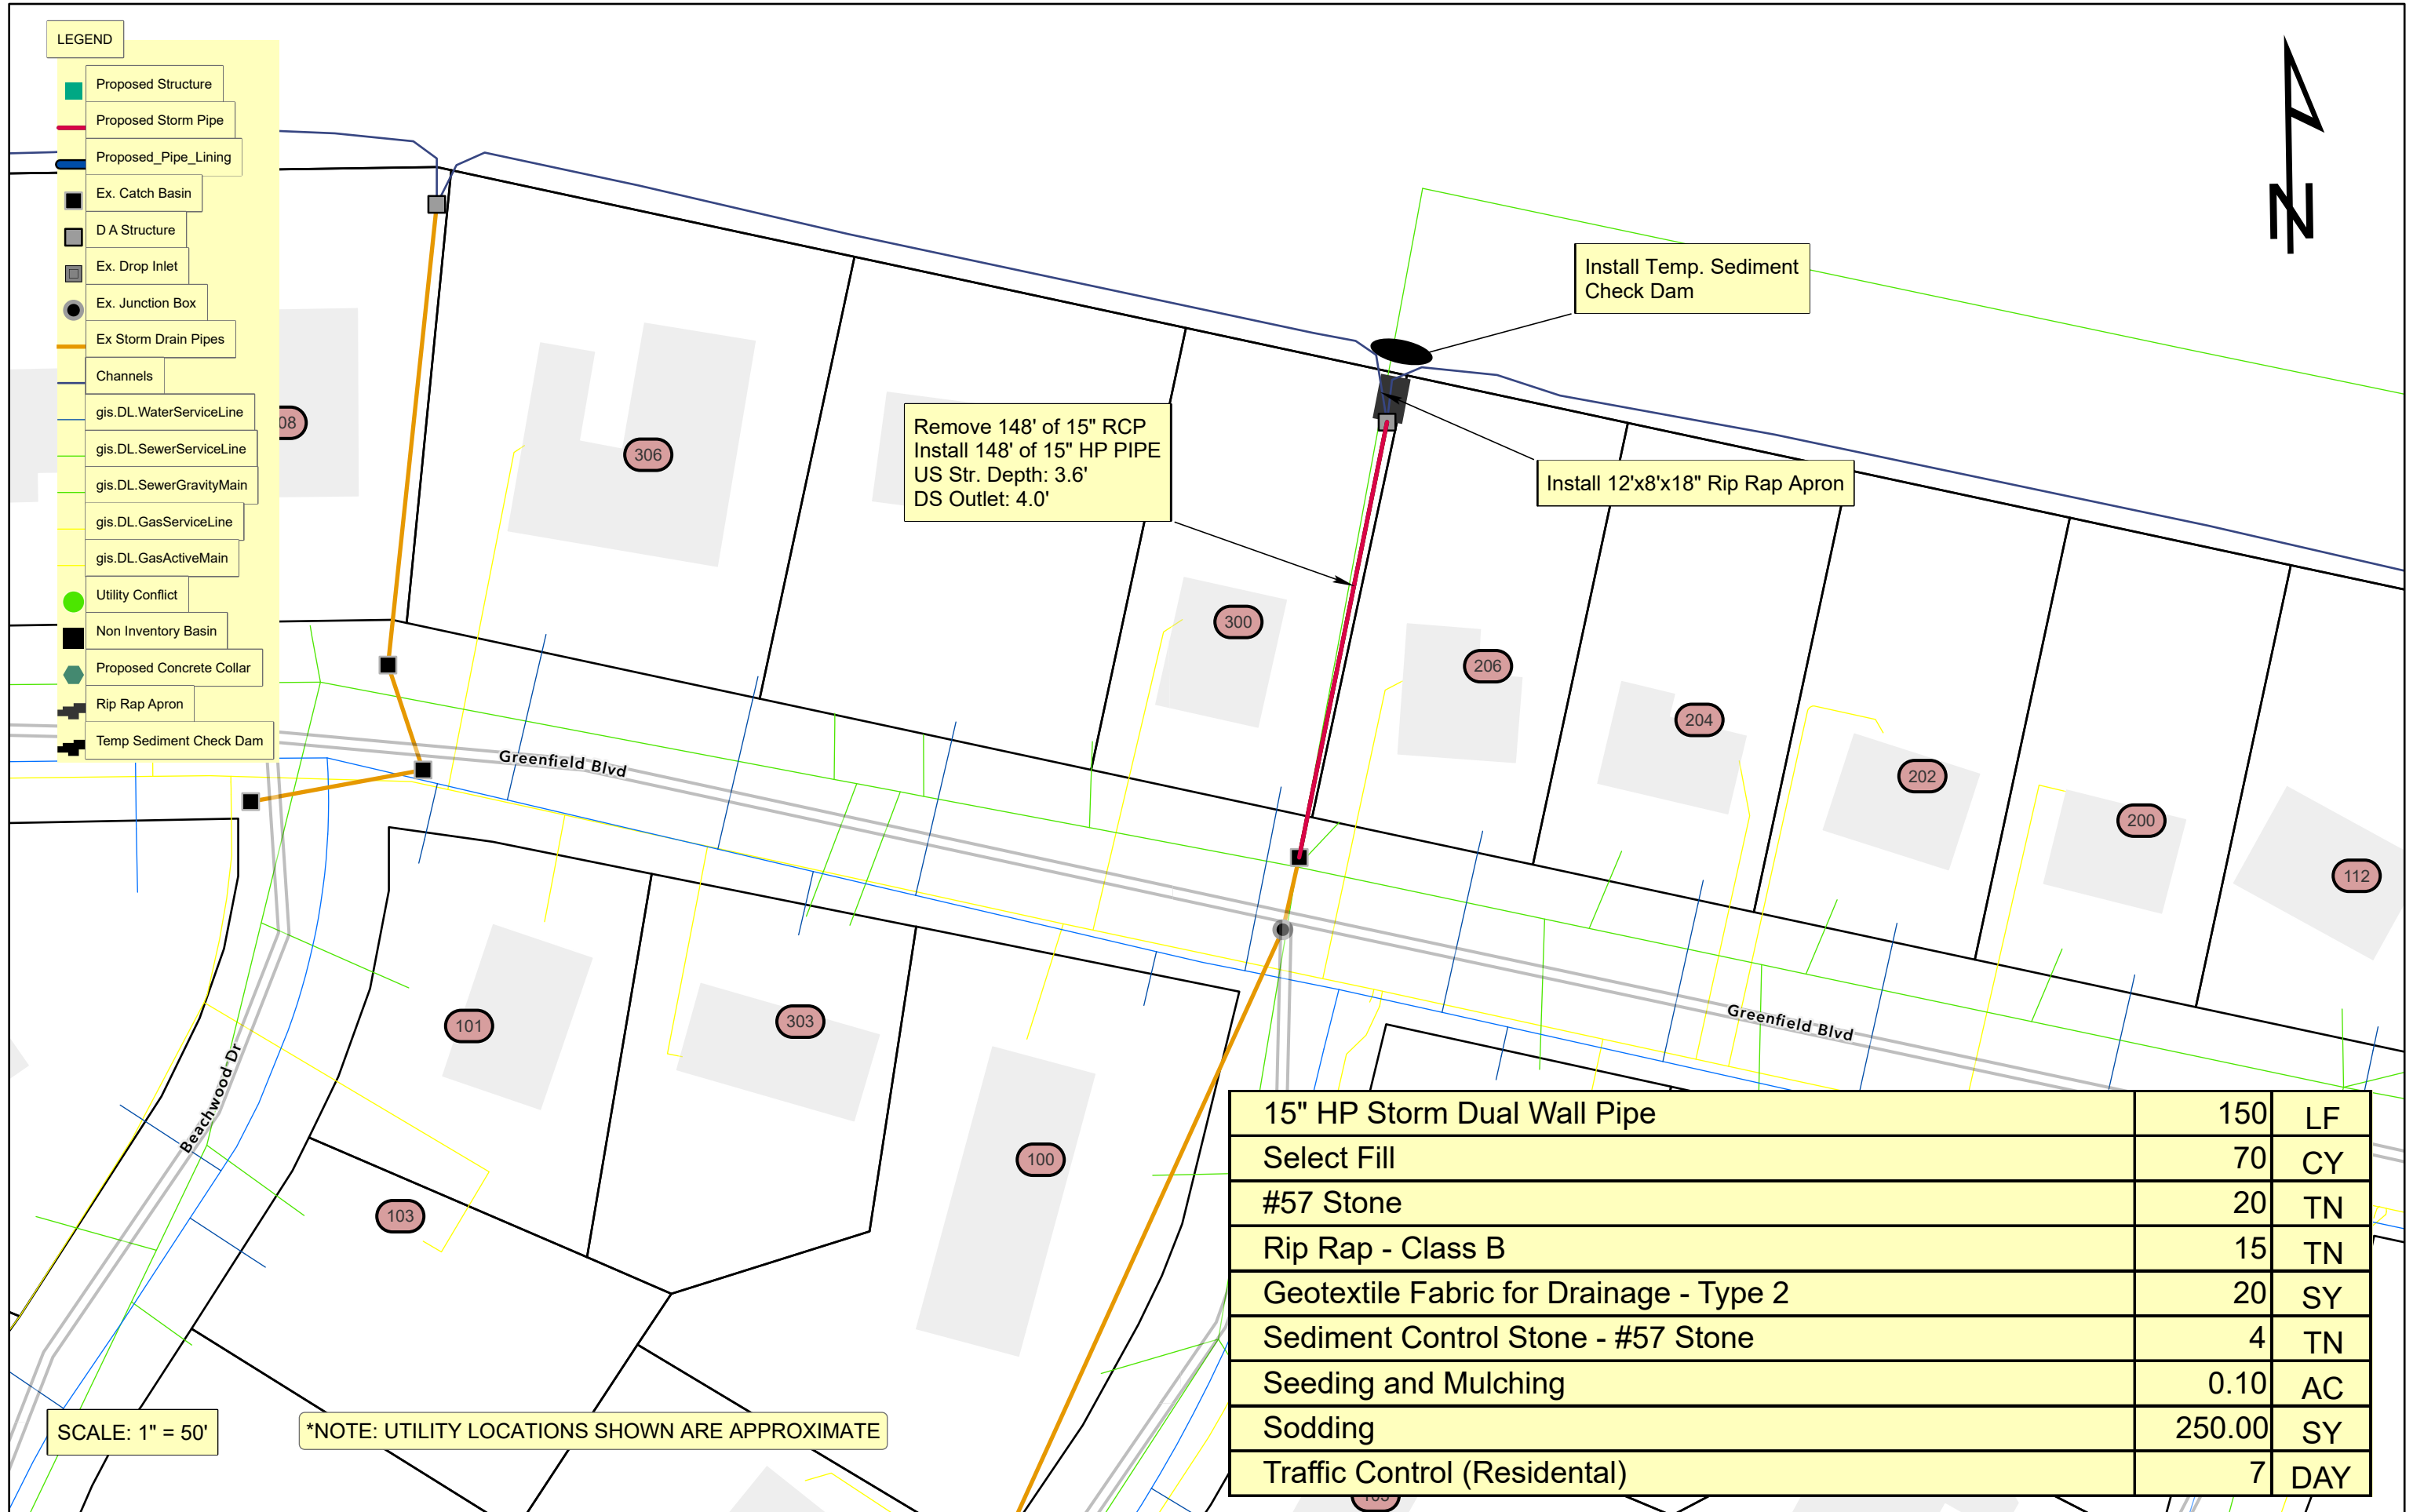 LEGEND
Proposed Structure
Proposed Storm Pipe
Proposed_Pipe_Lining
Ex. Catch Basin
D A Structure
Ex. Drop Inlet
Ex. Junction Box
Ex Storm Drain Pipes
Channels
gis.DL.WaterServiceLine
gis.DL.SewerServiceLine
gis.DL.SewerGravityMain
gis.DL.GasServiceLine
gis.DL.GasActiveMain
Utility Conflict
Non Inventory Basin
Proposed Concrete Collar
Rip Rap Apron
Temp Sediment Check Dam
N
Install Temp. Sediment
Check Dam
Remove 148' of 15" RCP
Install 148' of 15" HP PIPE
US Str. Depth: 3.6'
DS Outlet: 4.0'
Install 12'x8'x18" Rip Rap Apron
08
306
300
206
204
202
200
112
Greenfield Blvd
Greenfield Blvd
Beachwood Dr
101
303
100
103
15" HP Storm Dual Wall Pipe 150 LF
Select Fill 70 CY
#57 Stone 20 TN
Rip Rap - Class B 15 TN
Geotextile Fabric for Drainage - Type 2 20 SY
Sediment Control Stone - #57 Stone 4 TN
Seeding and Mulching 0.10 AC
Sodding 250.00 SY
Traffic Control (Residental) 7 DAY
SCALE: 1" = 50'
*NOTE: UTILITY LOCATIONS SHOWN ARE APPROXIMATE